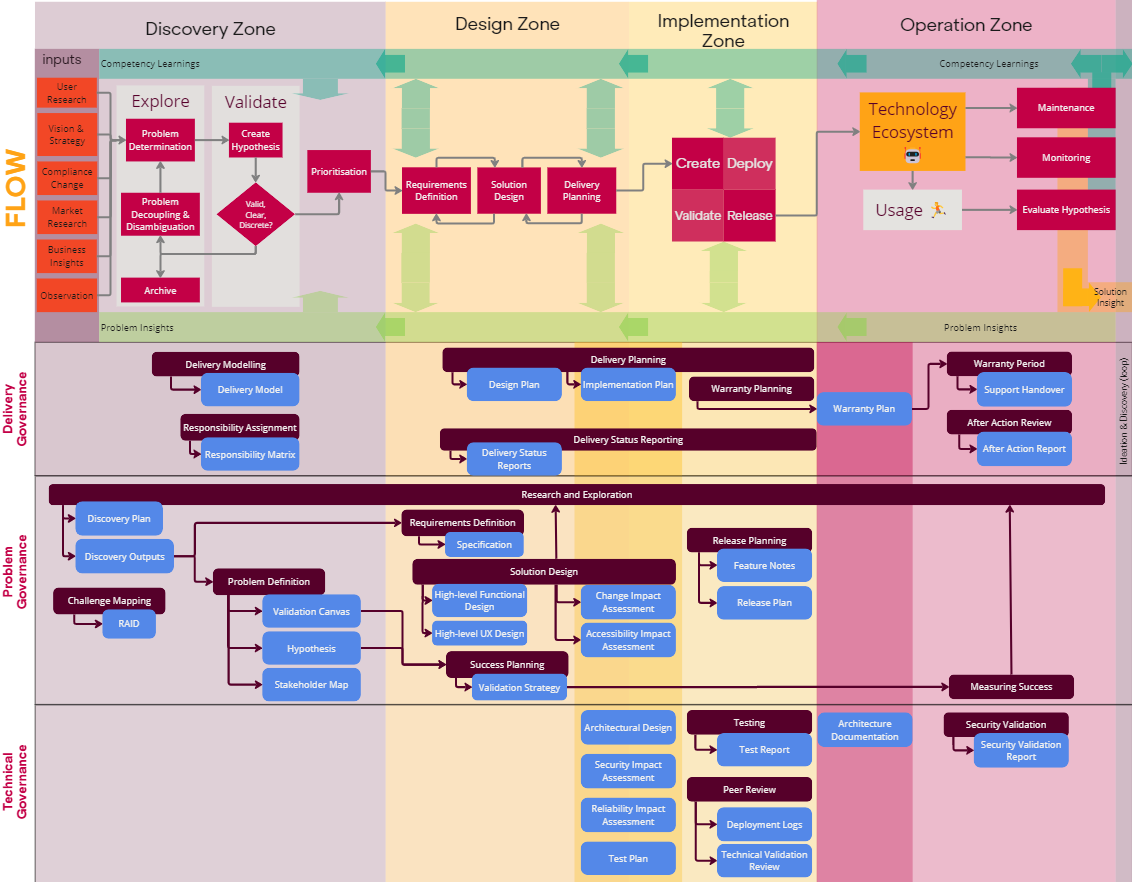 Discovery Zone
Design Zone
Implementation
Zone
Operation Zone
inputs
Competency Learnings
Competency Learnings
FLOW
User
Research
Vision &
Strategy
Compliance
Change
Market
Research
Business
Insights
Observation
Explore
Problem
Determination
Problem
Decoupling &
Disambiguation
Archive
Validate
Create
Hypothesis
Valid,
Clear,
Discrete?
Prioritisation
Requirements
Definition
Solution
Design
Delivery
Planning
Create
Deploy
Validate
Release
Technology
Ecosystem
Usage
Maintenance
Monitoring
Evaluate Hypothesis
Solution
Insight
Problem Insights
Problem Insights
Ideation & Discovery (loop)
Delivery
Governance
Delivery Modelling
Delivery Model
Responsibility Assignment
Responsibility Matrix
Delivery Planning
Design Plan
Implementation Plan
Warranty Planning
Warranty Plan
Delivery Status Reporting
Delivery Status
Reports
Warranty Period
Support Handover
After Action Review
After Action Report
Problem
Governance
Research and Exploration
Discovery Plan
Discovery Outputs
Challenge Mapping
RAID
Problem Definition
Validation Canvas
Hypothesis
Stakeholder Map
Requirements Definition
Specification
Solution Design
High-level Functional
Design
High-level UX Design
Change Impact
Assessment
Accessibility Impact
Assessment
Success Planning
Validation Strategy
Release Planning
Feature Notes
Release Plan
Measuring Success
Technical
Governance
Architectural Design
Security Impact
Assessment
Reliability Impact
Assessment
Test Plan
Testing
Test Report
Peer Review
Deployment Logs
Technical Validation
Review
Architecture
Documentation
Security Validation
Security Validation
Report